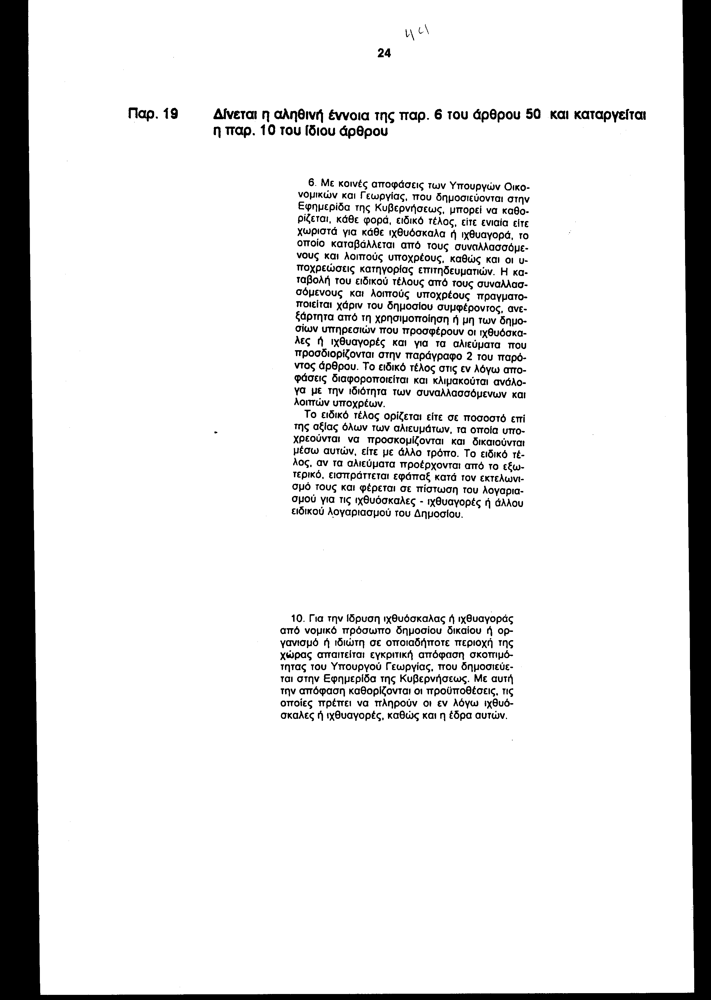 24
Παρ. 19 Δίνεται η αληθινή έννοια της παρ. 6 του άρθρου 50 και καταργείται
η παρ. 10 του ίδιου άρθρου
6. Με κοινές αποφάσεις των Υπουργών Οικο-
νομικών και Γεωργίας, που δημοσιεύονται στην
Εφημερίδα της Κυβερνήσεως, μπορεί να καθο-
ρίζεται, κάθε φορά, ειδικό τέλος, είτε ενιαία είτε
χωριστά για κάθε ιχθυόσκαλα ή ιχθυαγορά, το
οποίο καταβάλλεται από τους συναλλασσόμε-
νους και λοιπούς υποχρέους, καθώς και οι υ-
ποχρεώσεις κατηγορίας επιτηδευματιών. Η κα-
ταβολή του ειδικού τέλους από τους συναλλασ-
σόμενους και λοιπούς υποχρέους πραγματο-
ποιείται χάριν του δημοσίου συμφέροντος, ανε-
ξάρτητα από τη χρησιμοποίηση ή μη των δημο-
σίων υπηρεσιών που προσφέρουν οι ιχθυόσκα-
λες ή ιχθυαγορές και για τα αλιεύματα που
προσδιορίζονται στην παράγραφο 2 του παρό-
ντος άρθρου. Το ειδικό τέλος στις εν λόγω απο-
φάσεις διαφοροποιείται και κλιμακούται ανάλο-
γα με την ιδιότητα των συναλλασσόμενων και
λοιπών υποχρέων.
Το ειδικό τέλος ορίζεται είτε σε ποσοστό επί
της αξίας όλων των αλιευμάτων, τα οποία υπο-
χρεούνται να προσκομίζονται και δικαιούνται
μέσω αυτών, είτε με άλλο τρόπο. Το ειδικό τέ-
λος, αν τα αλιεύματα προέρχονται από το εξω-
τερικό, εισπράττεται εφάπαξ κατά τον εκτελωνι-
σμό τους και φέρεται σε πίστωση του λογαρια-
σμού για τις ιχθυόσκαλες - ιχθυαγορές ή άλλου
ειδικού λογαριασμού του Δημοσίου.
10. Για την ίδρυση ιχθυόσκαλας ή ιχθυαγοράς
από νομικό πρόσωπο δημοσίου δικαίου ή ορ-
γανισμό ή ιδιώτη σε οποιαδήποτε περιοχή της
χώρας απαιτείται εγκριτική απόφαση σκοπιμό-
τητας του Υπουργού Γεωργίας, που δημοσιεύε-
ται στην Εφημερίδα της Κυβερνήσεως. Με αυτή
την απόφαση καθορίζονται οι προϋποθέσεις, τις
οποίες πρέπει να πληρούν οι εν λόγω ιχθυό-
σκαλες ή ιχθυαγορές, καθώς και η έδρα αυτών.